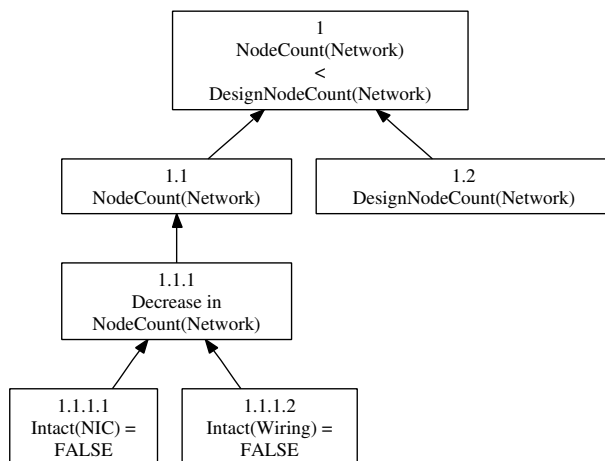 1
NodeCount(Network)
<
DesignNodeCount(Network)
1.1
NodeCount(Network)
1.2
DesignNodeCount(Network)
1.1.1
Decrease in
NodeCount(Network)
1.1.1.1
Intact(NIC) =
FALSE
1.1.1.2
Intact(Wiring) =
FALSE